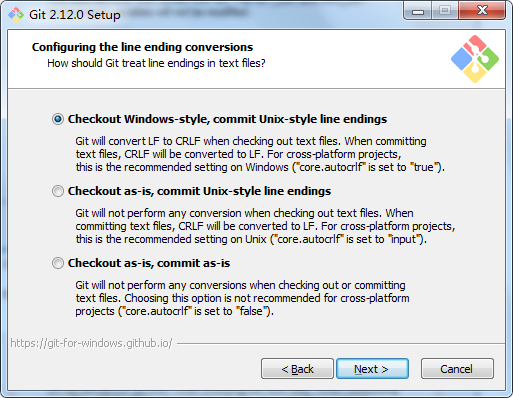 Git 2.12.0 Setup
Configuring the line ending conversions
How should Git treat line endings in text files?
Checkout Windows-style, commit Unix-style line endings
Git will convert LF to CRLF when checking out text files. When committing
text files, CRLF will be converted to LF. For cross-platform projects,
this is the recommended setting on Windows ("core.autocrlf" is set to "true").
Checkout as-is, commit Unix-style line endings
Git will not perform any conversion when checking out text files. When
committing text files, CRLF will be converted to LF. For cross-platform projects,
this is the recommended setting on Unix ("core.autocrlf" is set to "input").
Checkout as-is, commit as-is
Git will not perform any conversions when checking out or committing
text files. Choosing this option is not recommended for cross-platform
projects ("core.autocrlf" is set to "false").
https://git-for-windows.github.io/
< Back
Next >
Cancel